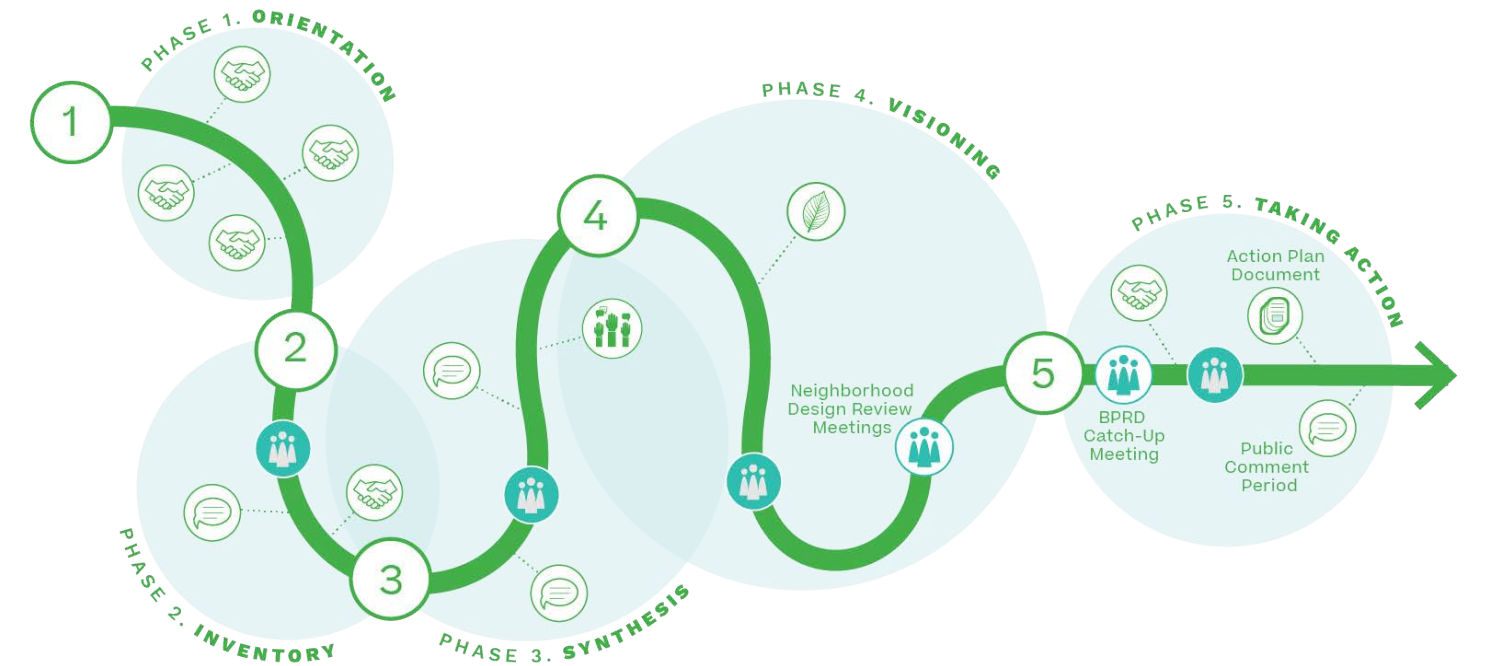 PHASE 1. ORIENTATION
1
2
PHASE 2. INVENTORY
3
PHASE 3. SYNTHESIS
4
PHASE 4. VISIONING
Neighborhood
Design Review
Meetings
5
PHASE 5. TAKING ACTION
BPRD
Catch-Up
Meeting
Action Plan
Document
Public
Comment
Period